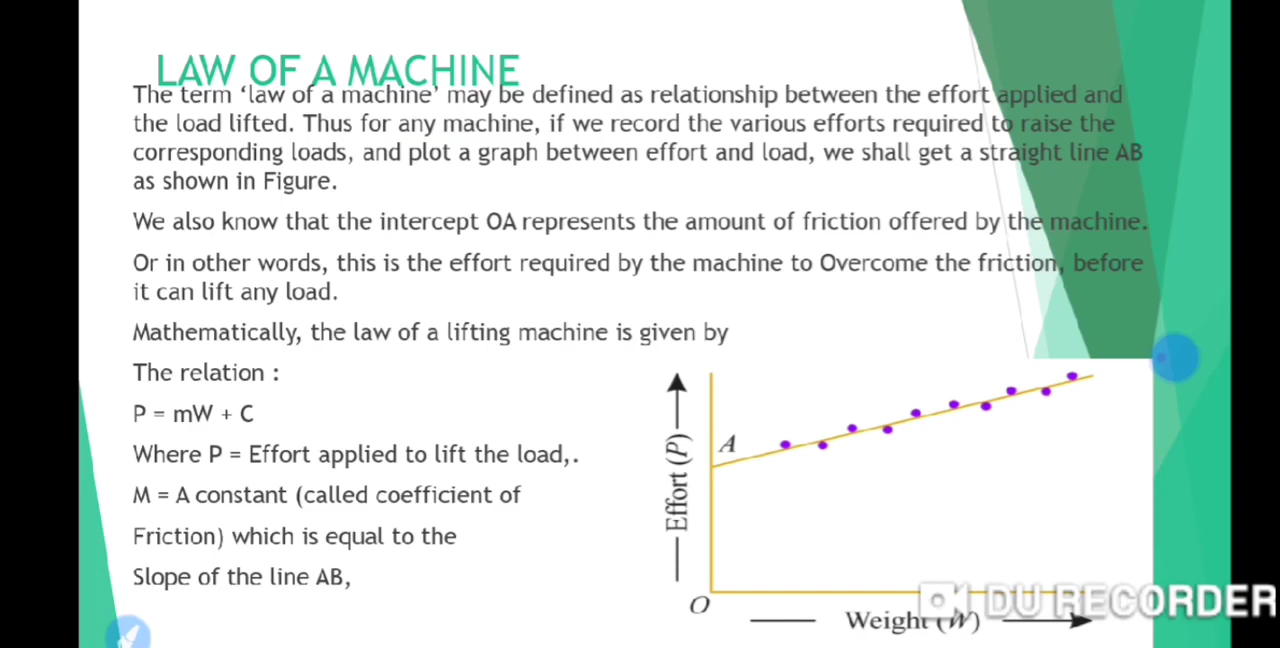 LAW OF A MACHINE
The term ‘law of a machine’ may be defined as relationship between the effort applied and
the load lifted. Thus for any machine, if we record the various efforts required to raise the
corresponding loads, and plot a graph between effort and load, we shall get a straight line AB
as shown in Figure.
We also know that the intercept OA represents the amount of friction offered by the machine.
Or in other words, this is the effort required by the machine to Overcome the friction, before
it can lift any load.
Mathematically, the law of a lifting machine is given by
The relation :
P = mW + C
Where P = Effort applied to lift the load,.
M = A constant (called coefficient of
Friction) which is equal to the
Slope of the line AB,
Effort (P)
A
O
Weight (W)
DU RECORDER